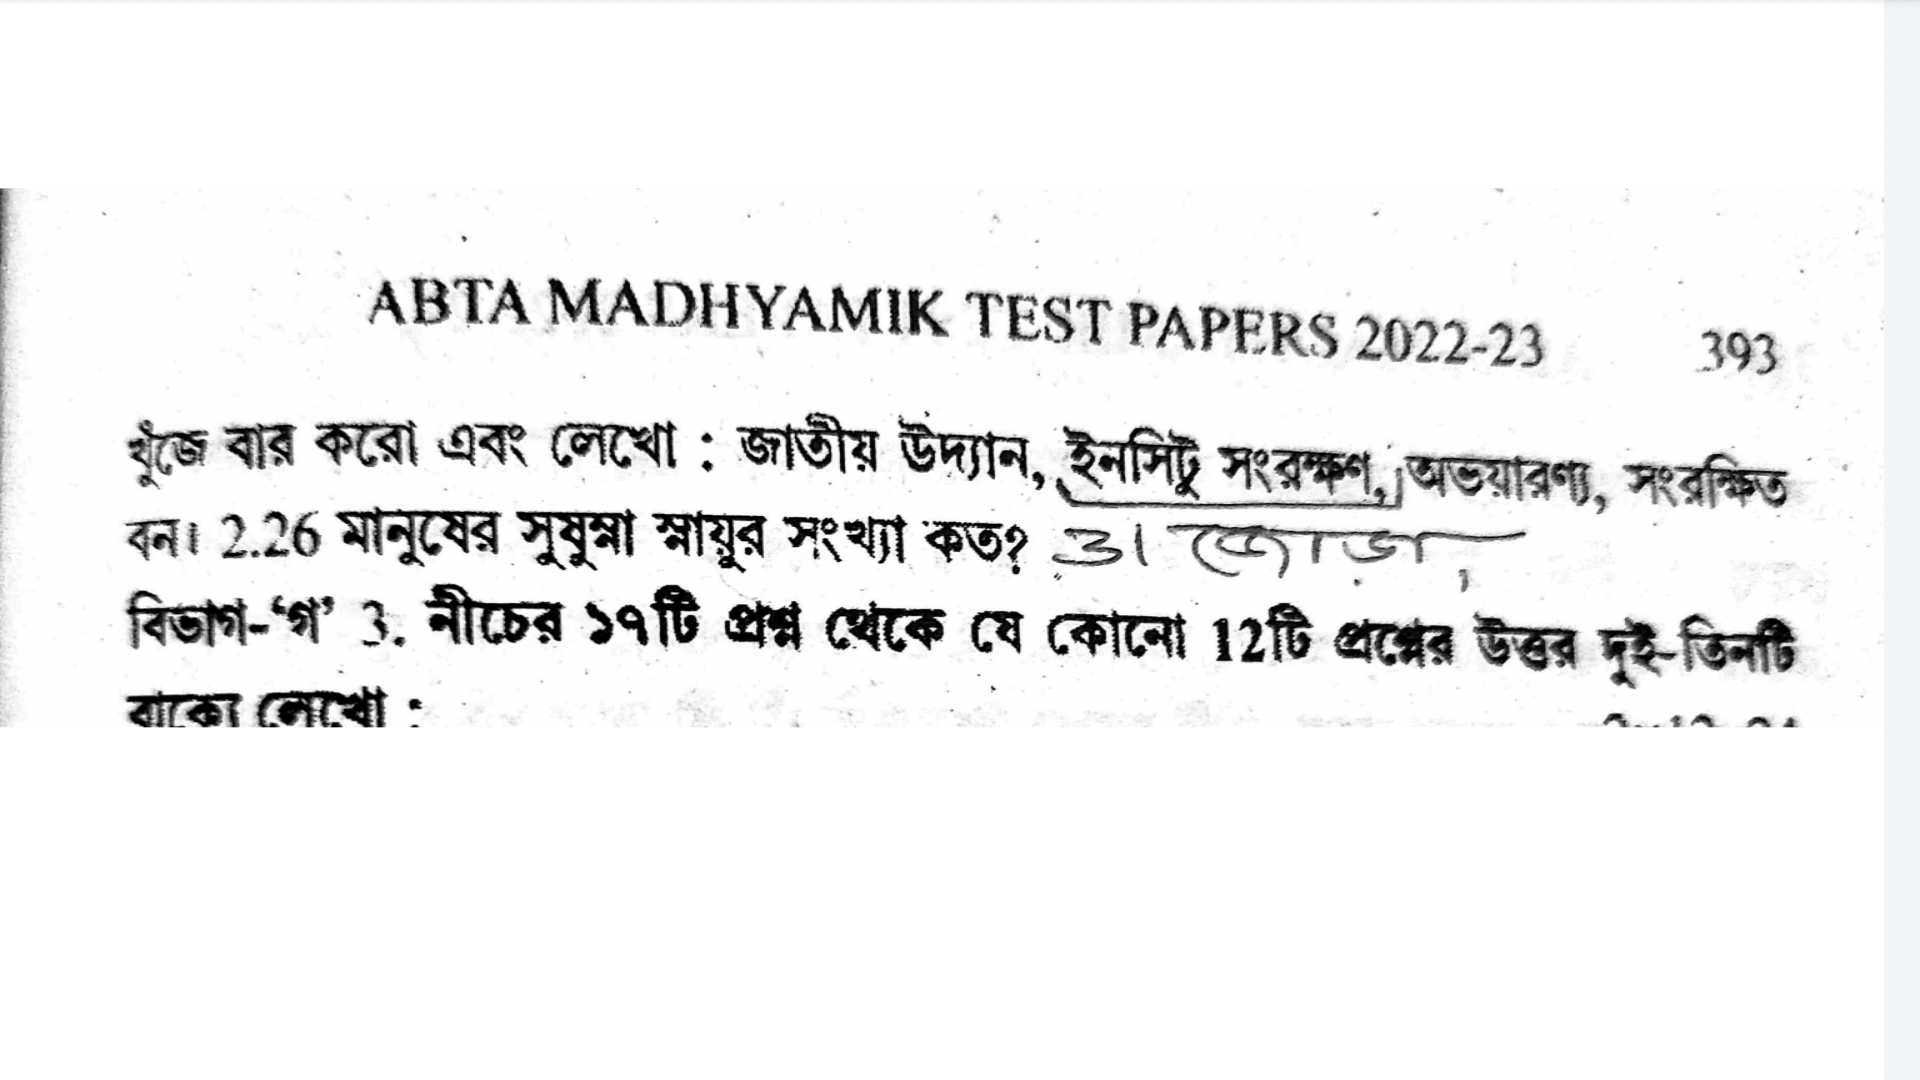 ABTA MADHYAMIK TEST PAPERS 2022-23 393
খুঁজে বার করো এবং লেখো : জাতীয় উদ্যান, ইনসিটু সংরক্ষণ, অভয়ারণ্য, সংরক্ষিত
বন। 2.26 মানুষের সুষুম্না স্নায়ুর সংখ্যা কত? ৩১ জোড়া,
বিভাগ-‘গ’ 3. নীচের ১৭টি প্রশ্ন থেকে যে কোনো 12টি প্রশ্নের উত্তর দুই-তিনটি
বাক্যে লেখো :